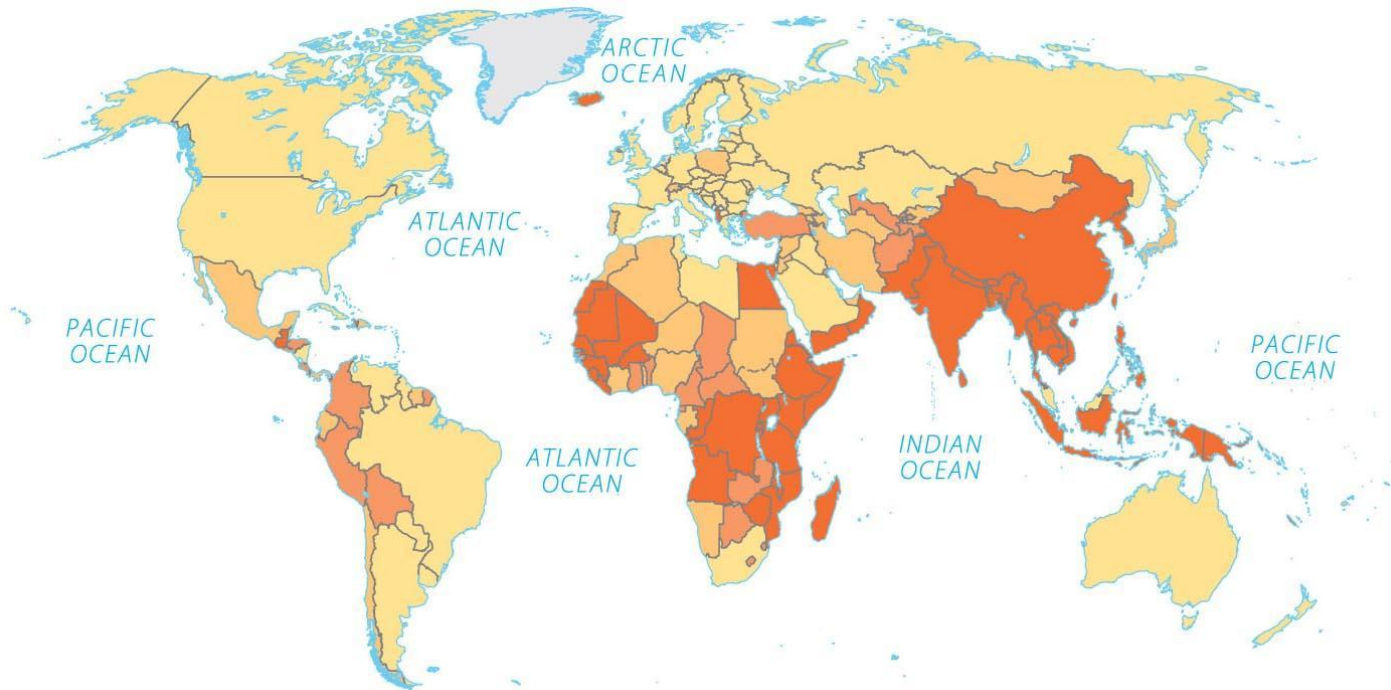 ARCTIC
OCEAN
ATLANTIC
OCEAN
PACIFIC
OCEAN
PACIFIC
OCEAN
ATLANTIC
OCEAN
INDIAN
OCEAN